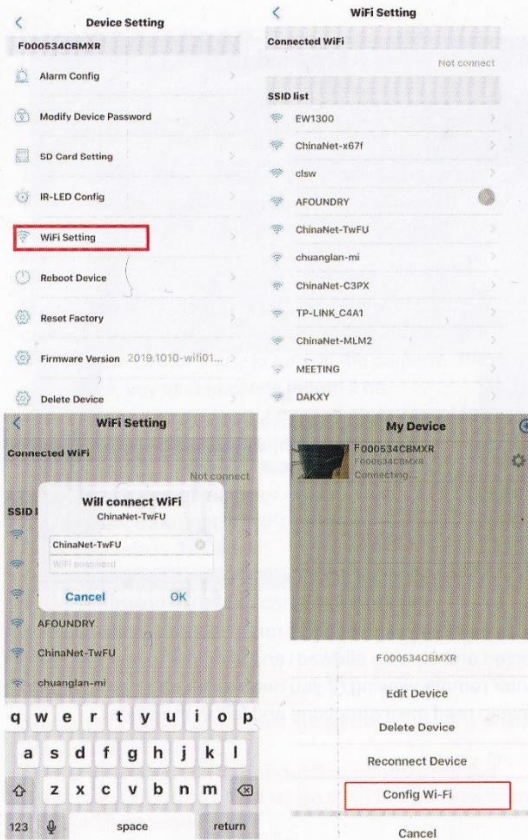 Device Setting
F000534CBMXR
Alarm Config
Modify Device Password
SD Card Setting
IR-LED Config
WiFi Setting
Reboot Device
Reset Factory
Firmware Version 2019.1010-wifi01...
Delete Device
WiFi Setting
Connected WiFi
Not connect
SSID list
EW1300
ChinaNet-x67f
clsw
AFOUNDRY
ChinaNet-TwFU
chuanglan-mi
ChinaNet-C3PX
TP-LINK_C4A1
ChinaNet-MLM2
MEETING
DAKXY
WiFi Setting
Connected WiFi
Not connect
SSID l
Will connect WiFi
ChinaNet-TwFU
ChinaNet-TwFU
WiFi password
Cancel OK
AFOUNDRY
ChinaNet-TwFU
chuanglan-mi
q w e r t y u i o p
a s d f g h j k l
z x c v b n m
123 space return
My Device
F000534CBMXR
F000534CBMXR
Connecting...
F000534CBMXR
Edit Device
Delete Device
Reconnect Device
Config Wi-Fi
Cancel